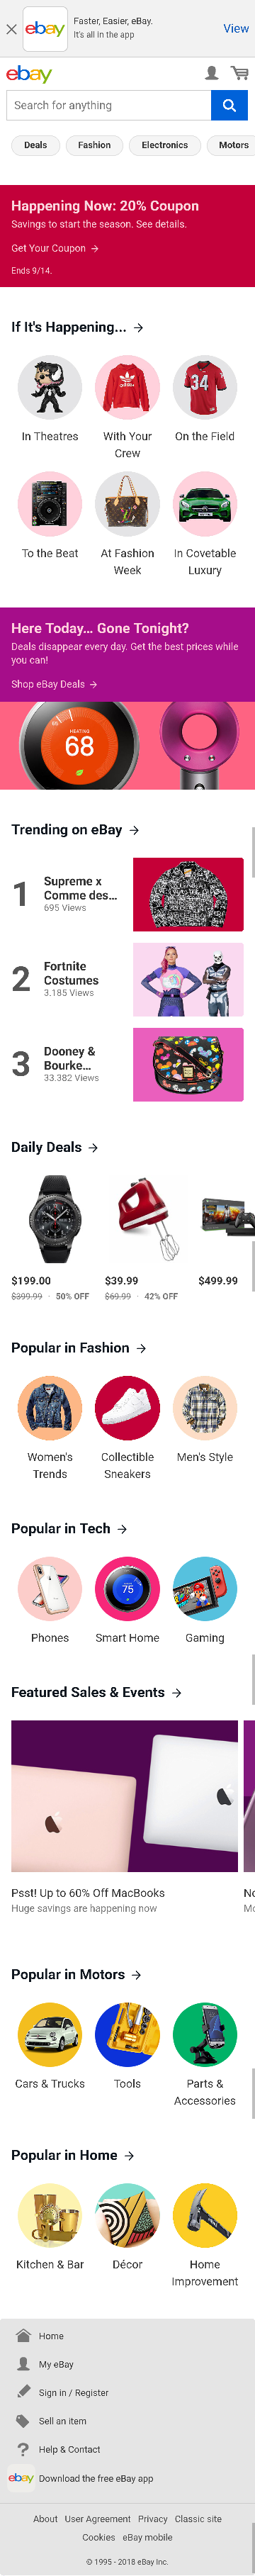 ebay
Faster, Easier, eBay.
It's all in the app
View
ebay
Search for anything
Deals
Fashion
Electronics
Motors
Happening Now: 20% Coupon
Savings to start the season. See details.
Get Your Coupon →
Ends 9/14.
If It's Happening... →
34
In Theatres
With Your
Crew
On the Field
To the Beat
At Fashion
Week
In Covetable
Luxury
Here Today… Gone Tonight?
Deals disappear every day. Get the best prices while
you can!
Shop eBay Deals →
HEATING
68
Trending on eBay →
1
Supreme x
Comme des...
695 Views
2
Fortnite
Costumes
3.185 Views
3
Dooney &
Bourke...
33.382 Views
Daily Deals →
$199.00
$399.99 · 50% OFF
$39.99
$69.99 · 42% OFF
$499.99
Popular in Fashion →
Women's
Trends
Collectible
Sneakers
Men's Style
Popular in Tech →
75
Phones
Smart Home
Gaming
Featured Sales & Events →
Psst! Up to 60% Off MacBooks
Huge savings are happening now
Popular in Motors →
Cars & Trucks
Tools
Parts &
Accessories
Popular in Home →
Kitchen & Bar
Décor
Home
Improvement
Home
My eBay
Sign in / Register
Sell an item
Help & Contact
ebay Download the free eBay app
About User Agreement Privacy Classic site
Cookies eBay mobile
© 1995 - 2018 eBay Inc.